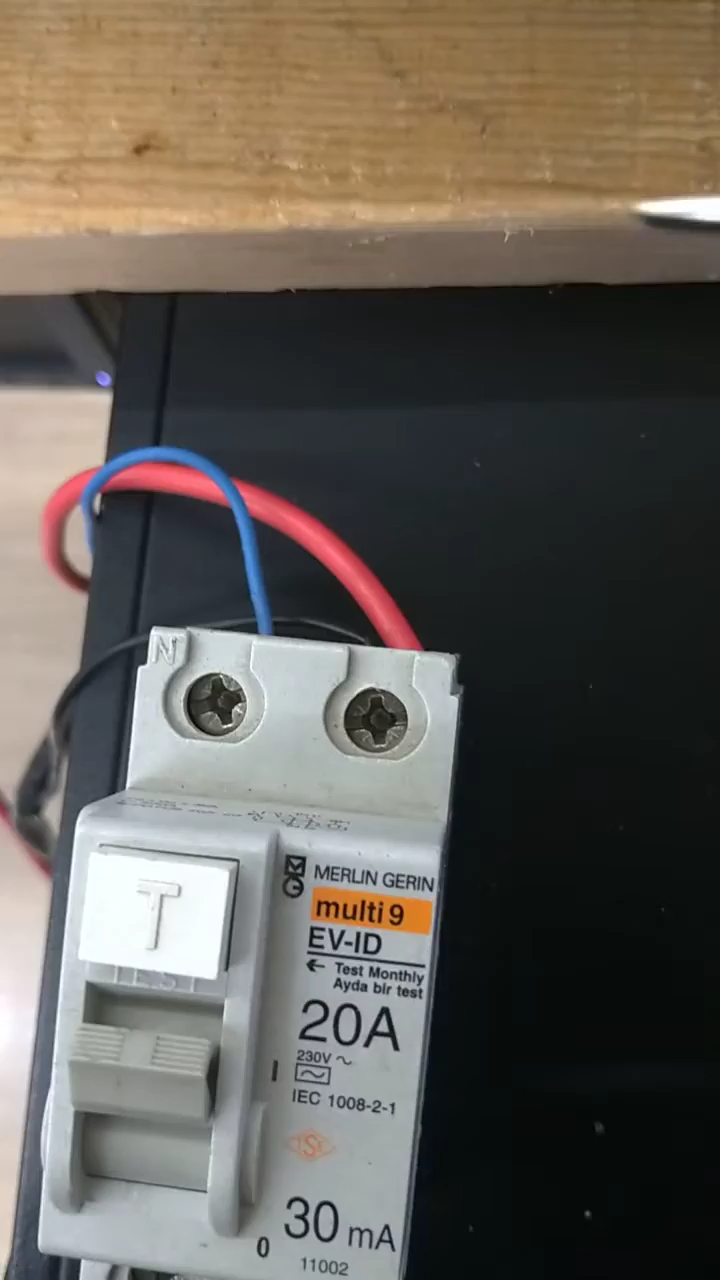 N
T
TEST
MERLIN GERIN
multi 9
EV-ID
← Test Monthly
Ayda bir test
20A
230V ~
I
IEC 1008-2-1
TSE
30 mA
0
11002